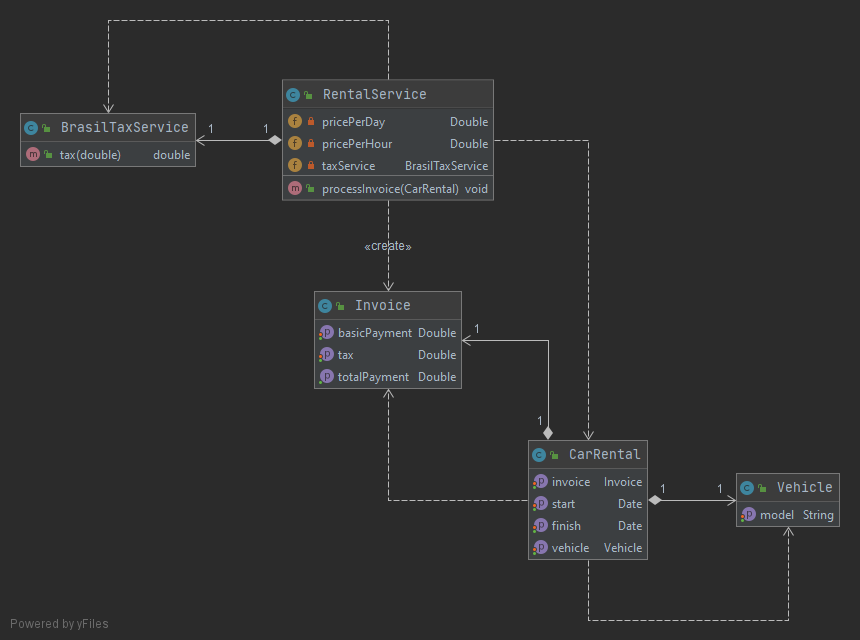 RentalService
pricePerDay Double
pricePerHour Double
taxService BrasilTaxService
processInvoice(CarRental) void
BrasilTaxService
tax(double) double
1 1
«create»
Invoice
basicPayment Double
tax Double
totalPayment Double
1
1
CarRental
invoice Invoice
start Date
finish Date
vehicle Vehicle
1 1
Vehicle
model String
Powered by yFiles